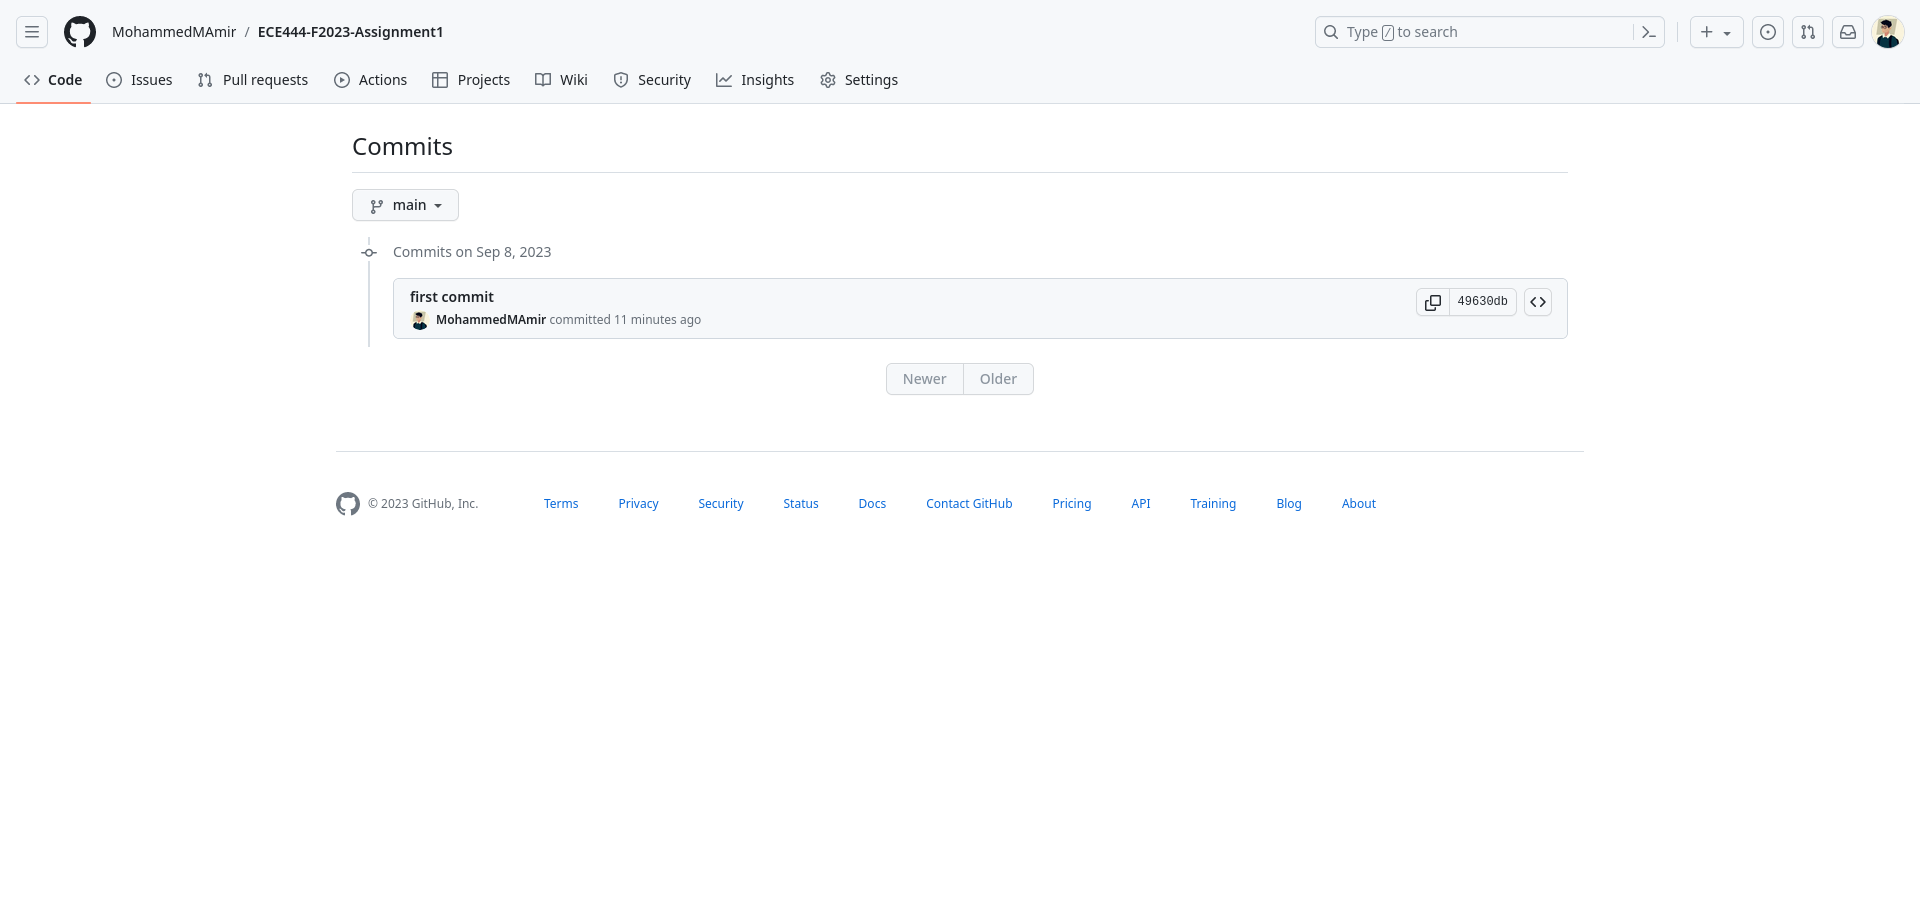 MohammedMAmir / ECE444-F2023-Assignment1
Type / to search
Code Issues Pull requests Actions Projects Wiki Security Insights Settings
Commits
main
Commits on Sep 8, 2023
first commit
49630db
MohammedMAmir committed 11 minutes ago
Newer Older
© 2023 GitHub, Inc. Terms Privacy Security Status Docs Contact GitHub Pricing API Training Blog About